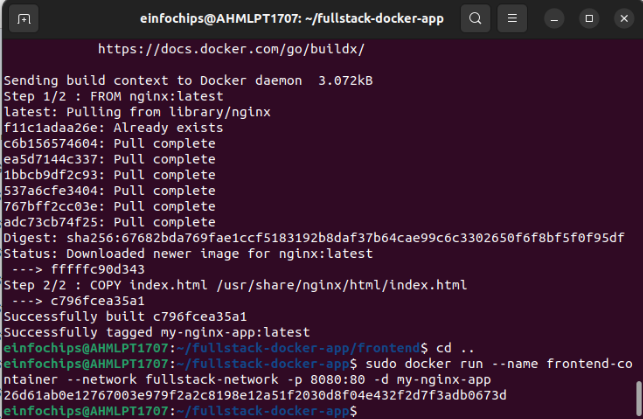 einfochips@AHMLPT1707: ~/fullstack-docker-app
https://docs.docker.com/go/buildx/
Sending build context to Docker daemon  3.072kB
Step 1/2 : FROM nginx:latest
latest: Pulling from library/nginx
f11c1adaa26e: Already exists
c6b156574604: Pull complete
ea5d7144c337: Pull complete
1bbcb9df2c93: Pull complete
537a6cfe3404: Pull complete
767bff2cc03e: Pull complete
adc73cb74f25: Pull complete
Digest: sha256:67682bda769fae1ccf5183192b8daf37b64cae99c6c3302650f6f8bf5f0f95df
Status: Downloaded newer image for nginx:latest
---> fffffc90d343
Step 2/2 : COPY index.html /usr/share/nginx/html/index.html
---> c796fcea35a1
Successfully built c796fcea35a1
Successfully tagged my-nginx-app:latest
einfochips@AHMLPT1707:~/fullstack-docker-app/frontend$ cd ..
einfochips@AHMLPT1707:~/fullstack-docker-app$ sudo docker run --name frontend-co
ntainer --network fullstack-network -p 8080:80 -d my-nginx-app
26d61ab0e12767003e979f2a2c8198e12a51f2030d8f04e432f2d7f3adb0673d
einfochips@AHMLPT1707:~/fullstack-docker-app$